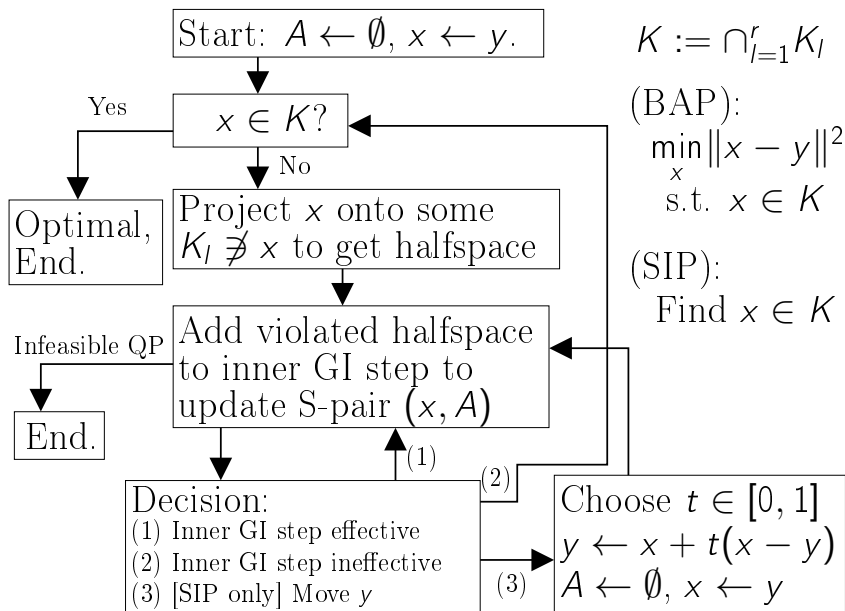 Start: A ← ∅, x ← y.
Yes
x ∈ K?
No
Optimal,
End.
Project x onto some
K_l ∌ x to get halfspace
Infeasible QP
Add violated halfspace
to inner GI step to
update S-pair (x, A)
End.
(1)
(2)
Decision:
(1) Inner GI step effective
(2) Inner GI step ineffective
(3) [SIP only] Move y
(3)
Choose t ∈ [0, 1]
y ← x + t(x − y)
A ← ∅, x ← y
K := ∩_{l=1}^r K_l
(BAP):
min_x ‖x − y‖²
s.t. x ∈ K
(SIP):
Find x ∈ K